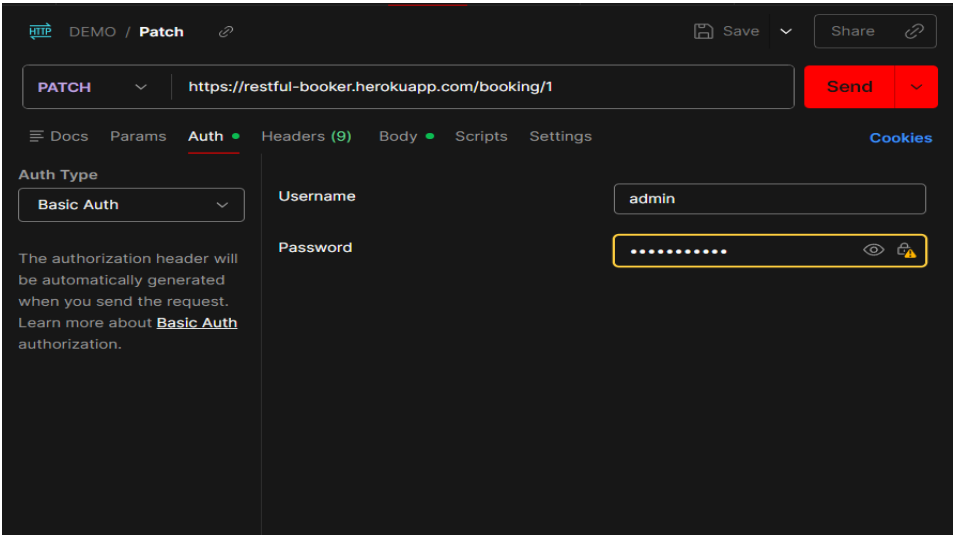 HTTP DEMO / Patch Save Share
PATCH https://restful-booker.herokuapp.com/booking/1 Send
Docs Params Auth Headers (9) Body Scripts Settings Cookies
Auth Type
Basic Auth
Username admin
Password •••••••••••
The authorization header will
be automatically generated
when you send the request.
Learn more about Basic Auth
authorization.